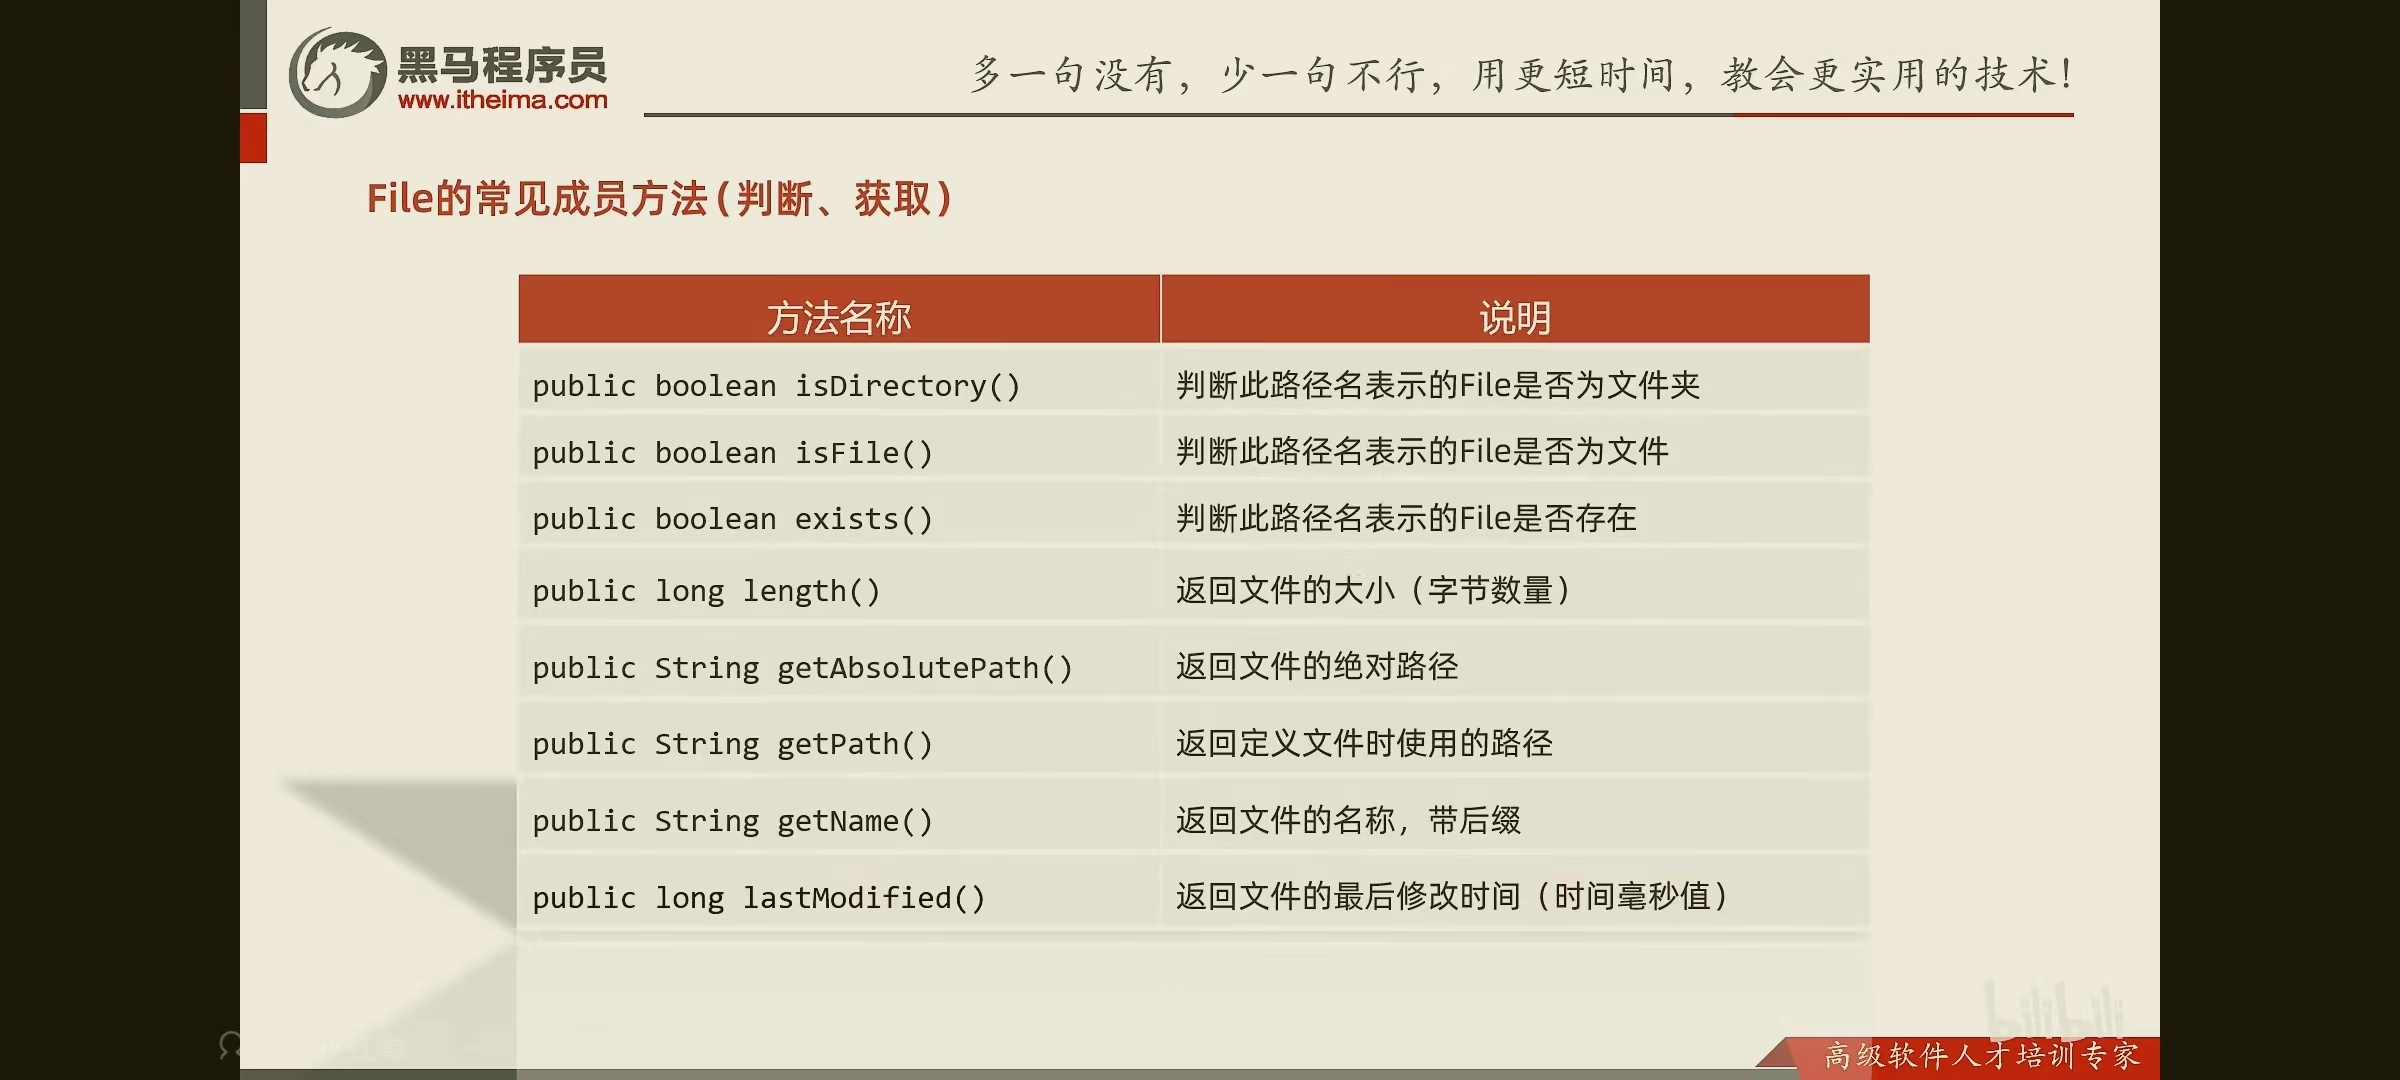 黑马程序员
www.itheima.com
多一句没有，少一句不行，用更短时间，教会更实用的技术！
File的常见成员方法（判断、获取）
方法名称 说明
public boolean isDirectory() 判断此路径名表示的File是否为文件夹
public boolean isFile() 判断此路径名表示的File是否为文件
public boolean exists() 判断此路径名表示的File是否存在
public long length() 返回文件的大小（字节数量）
public String getAbsolutePath() 返回文件的绝对路径
public String getPath() 返回定义文件时使用的路径
public String getName() 返回文件的名称，带后缀
public long lastModified() 返回文件的最后修改时间（时间毫秒值）
bilibili
高级软件人才培训专家